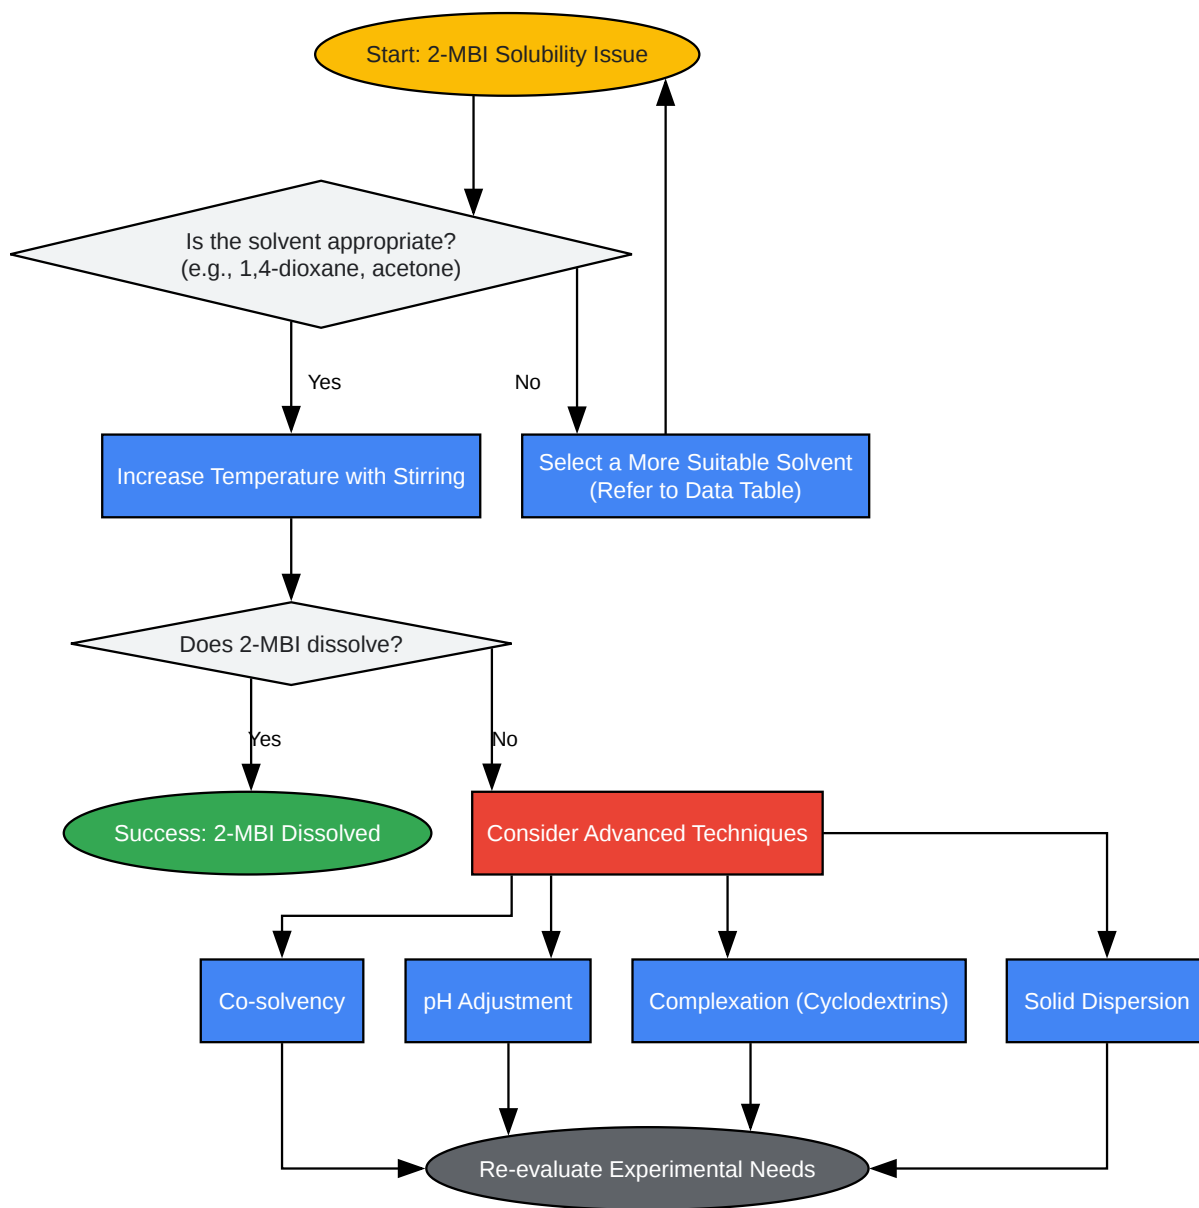 Start: 2-MBI Solubility Issue
Is the solvent appropriate?
(e.g., 1,4-dioxane, acetone)
Yes
No
Increase Temperature with Stirring
Select a More Suitable Solvent
(Refer to Data Table)
Does 2-MBI dissolve?
Yes
No
Success: 2-MBI Dissolved
Consider Advanced Techniques
Co-solvency
pH Adjustment
Complexation (Cyclodextrins)
Solid Dispersion
Re-evaluate Experimental Needs